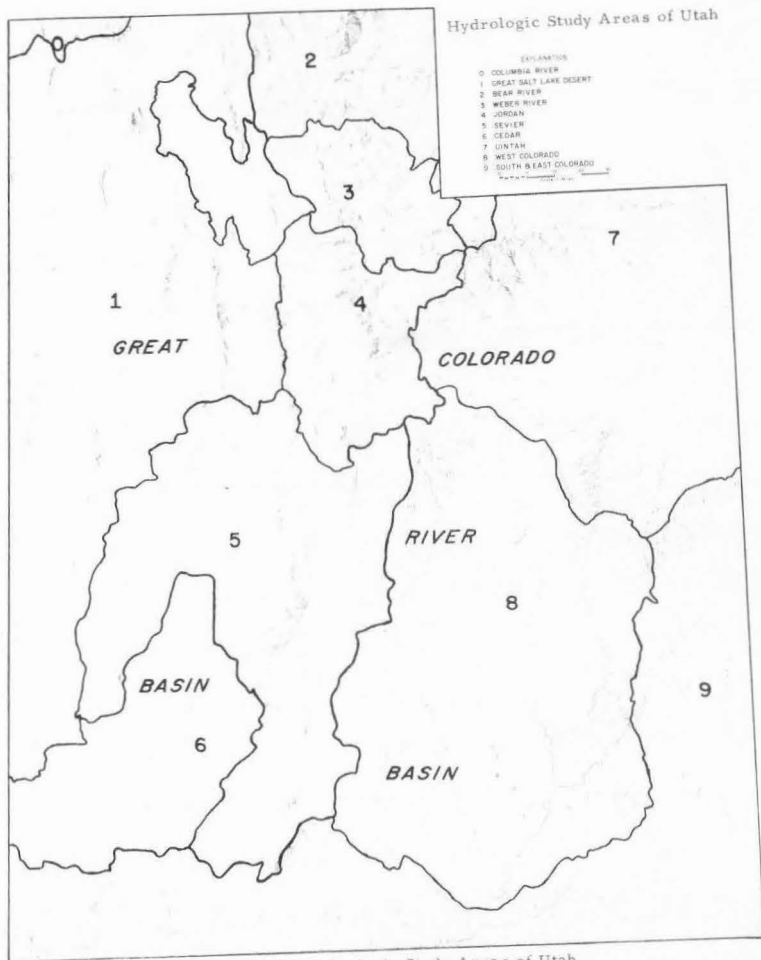 Hydrologic Study Areas of Utah
EXPLANATION
0 COLUMBIA RIVER
1 GREAT SALT LAKE DESERT
2 BEAR RIVER
3 WEBER RIVER
4 JORDAN
5 SEVIER
6 CEDAR
7 UINTAH
8 WEST COLORADO
9 SOUTH & EAST COLORADO
0
2
3
7
1
4
GREAT
COLORADO
5
RIVER
8
BASIN
9
6
BASIN
Study Areas of Utah